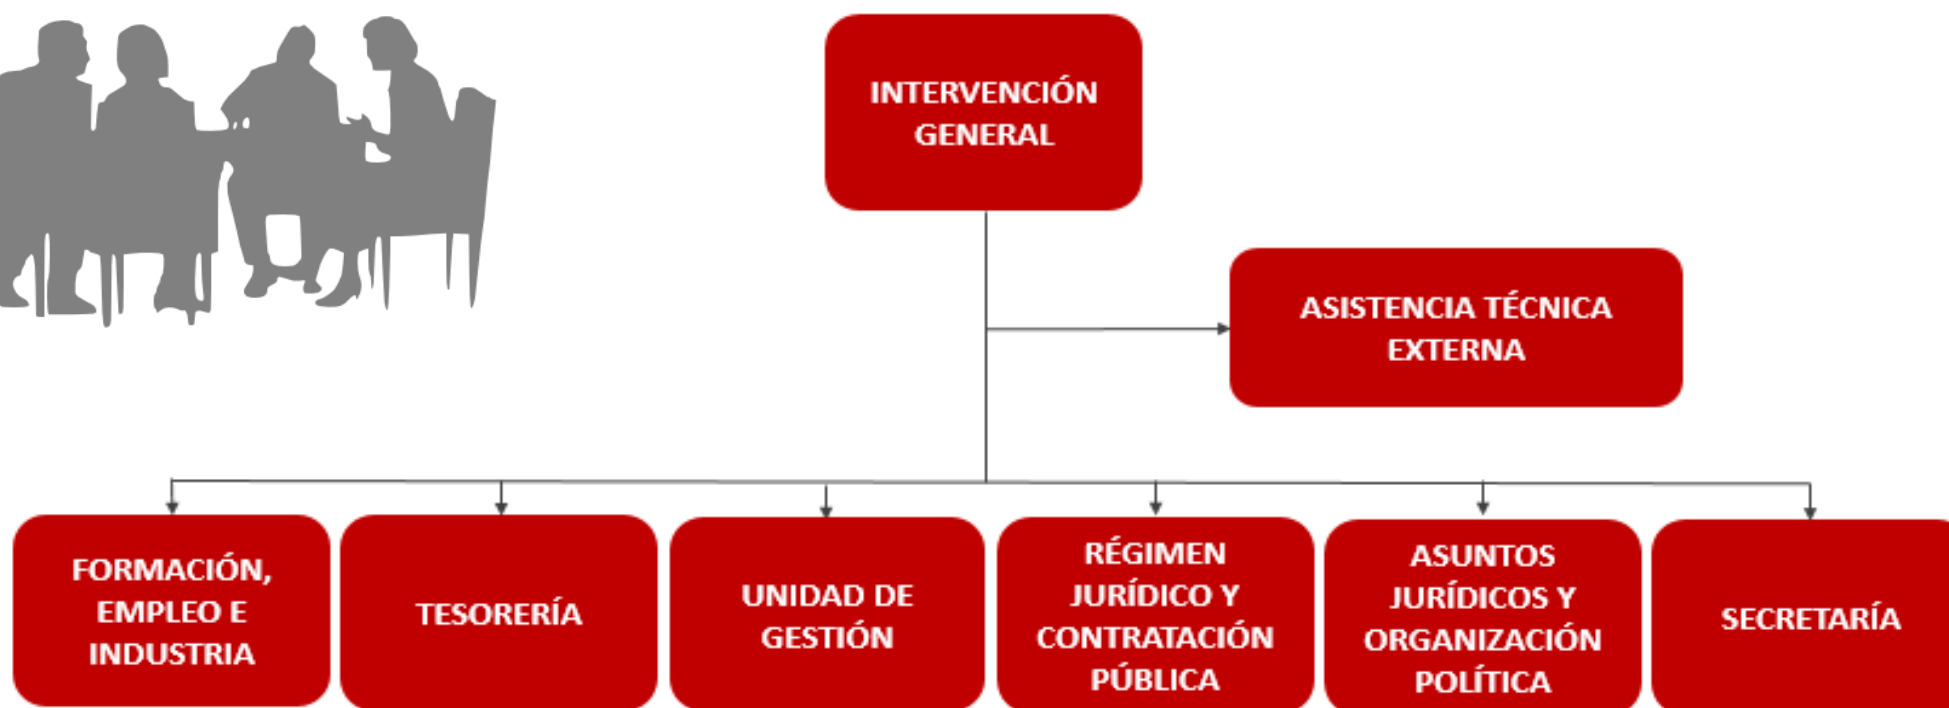 INTERVENCIÓN
GENERAL
ASISTENCIA TÉCNICA
EXTERNA
FORMACIÓN,
EMPLEO E
INDUSTRIA
TESORERÍA
UNIDAD DE
GESTIÓN
RÉGIMEN
JURÍDICO Y
CONTRATACIÓN
PÚBLICA
ASUNTOS
JURÍDICOS Y
ORGANIZACIÓN
POLÍTICA
SECRETARÍA